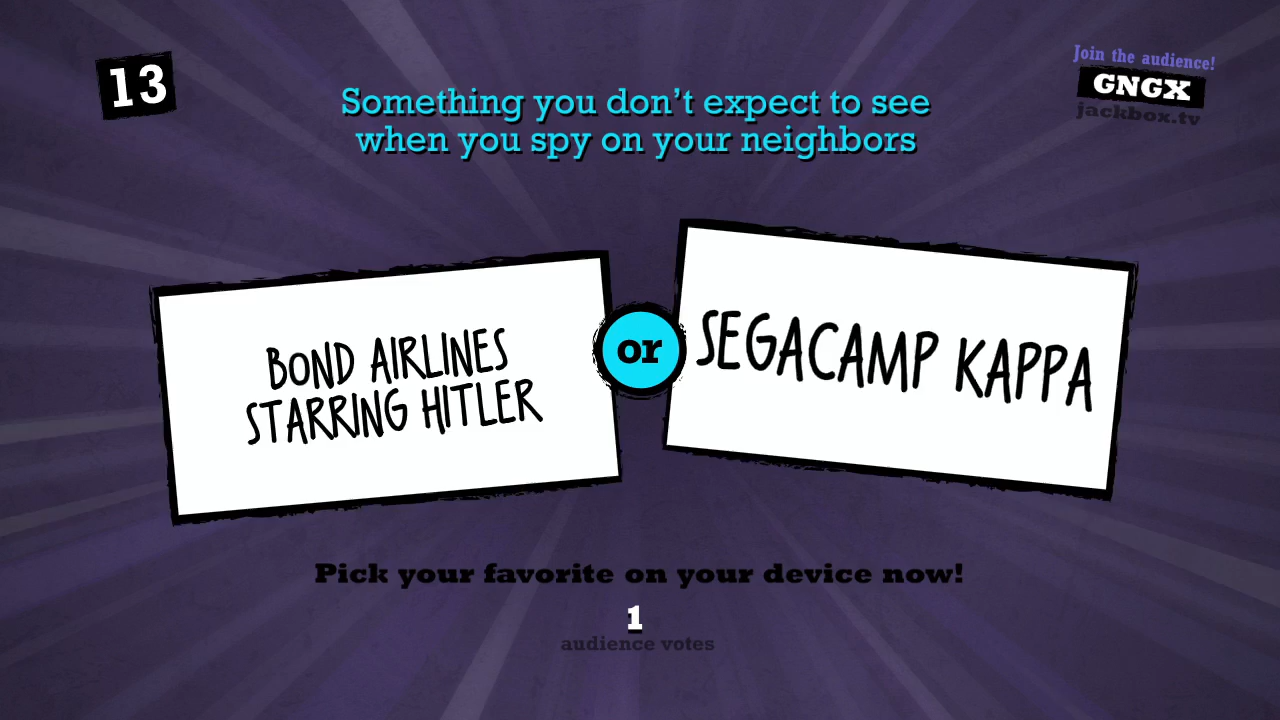 13
Join the audience!
GNGX
jackbox.tv
Something you don't expect to see
when you spy on your neighbors
BOND AIRLINES
STARRING HITLER
or
SEGACAMP KAPPA
Pick your favorite on your device now!
1
audience votes